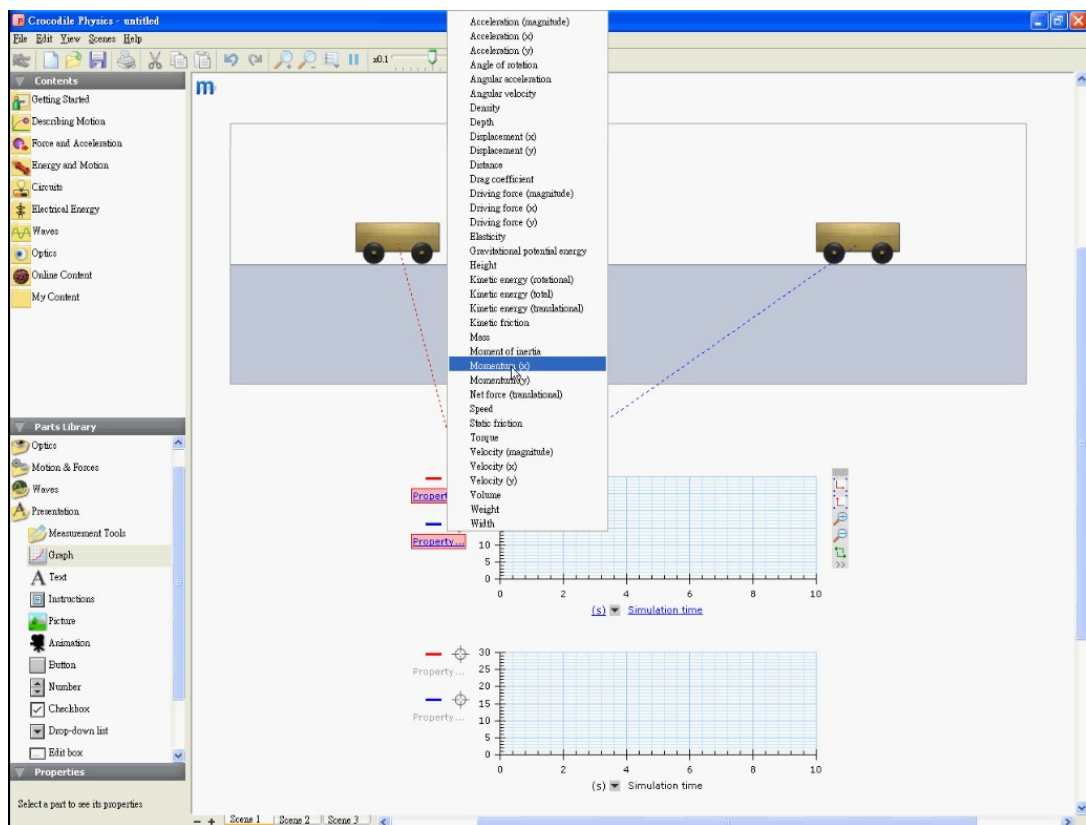 Crocodile Physics - untitled
File Edit View Scenes Help
x0.1
Contents
Getting Started
Describing Motion
Force and Acceleration
Energy and Motion
Circuits
Electrical Energy
Waves
Optics
Online Content
My Content
Parts Library
Optics
Motion & Forces
Waves
Presentation
Measurement Tools
Graph
Text
Instructions
Picture
Animation
Button
Number
Checkbox
Drop-down list
Edit box
Properties
Select a part to see its properties
m
Acceleration (magnitude)
Acceleration (x)
Acceleration (y)
Angle of rotation
Angular acceleration
Angular velocity
Density
Depth
Displacement (x)
Displacement (y)
Distance
Drag coefficient
Driving force (magnitude)
Driving force (x)
Driving force (y)
Elasticity
Gravitational potential energy
Height
Kinetic energy (rotational)
Kinetic energy (total)
Kinetic energy (translational)
Kinetic friction
Mass
Moment of inertia
Momentum (x)
Momentum (y)
Net force (translational)
Speed
Static friction
Torque
Velocity (magnitude)
Velocity (x)
Velocity (y)
Volume
Weight
Width
Property...
10
5
0
0 2 4 6 8 10
(s) Simulation time
30
Property... 25
20
15
Property... 10
5
0
0 2 4 6 8 10
(s) Simulation time
Scene 1 Scene 2 Scene 3